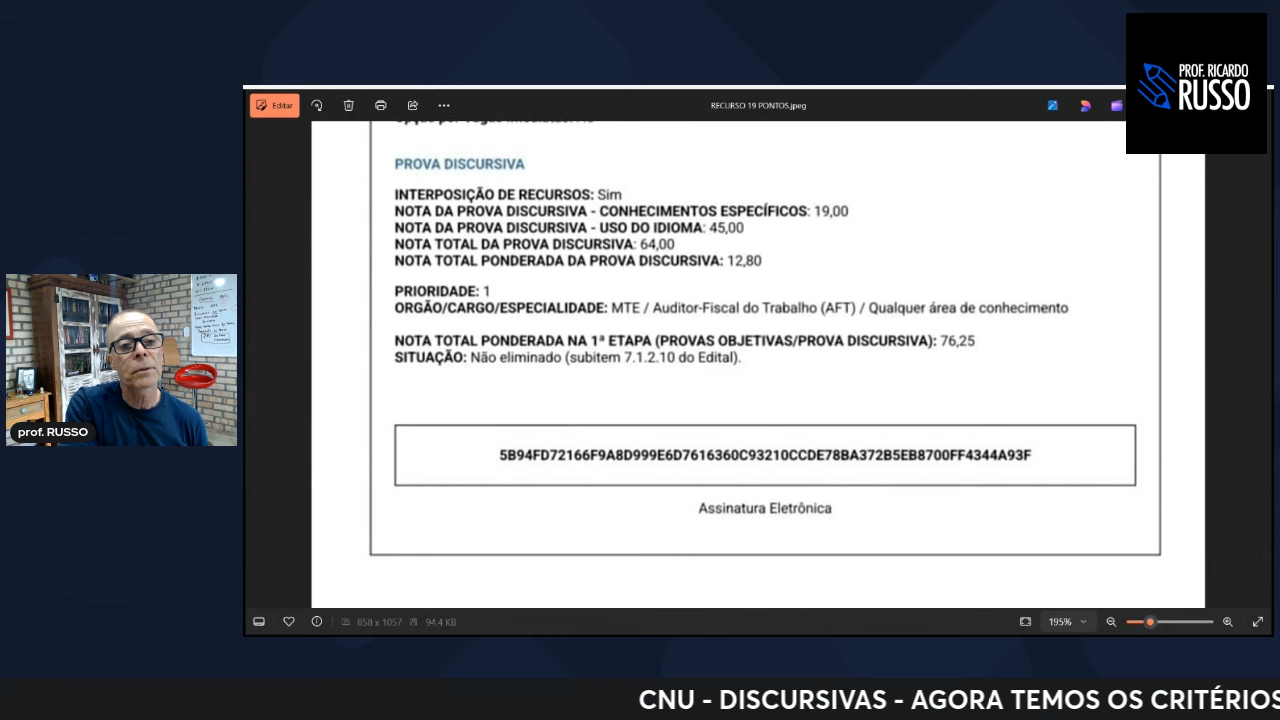 PROF. RICARDO
RUSSO
Editar
RECURSO 19 PONTOS.jpeg
PROVA DISCURSIVA
INTERPOSIÇÃO DE RECURSOS: Sim
NOTA DA PROVA DISCURSIVA - CONHECIMENTOS ESPECÍFICOS: 19,00
NOTA DA PROVA DISCURSIVA - USO DO IDIOMA: 45,00
NOTA TOTAL DA PROVA DISCURSIVA: 64,00
NOTA TOTAL PONDERADA DA PROVA DISCURSIVA: 12,80
PRIORIDADE: 1
ORGÃO/CARGO/ESPECIALIDADE: MTE / Auditor-Fiscal do Trabalho (AFT) / Qualquer área de conhecimento
NOTA TOTAL PONDERADA NA 1ª ETAPA (PROVAS OBJETIVAS/PROVA DISCURSIVA): 76,25
SITUAÇÃO: Não eliminado (subitem 7.1.2.10 do Edital).
5B94FD72166F9A8D999E6D7616360C93210CCDE78BA372B5EB8700FF4344A93F
Assinatura Eletrônica
prof. RUSSO
858 x 1057 94.4 KB
195%
CNU - DISCURSIVAS - AGORA TEMOS OS CRITÉRIOS